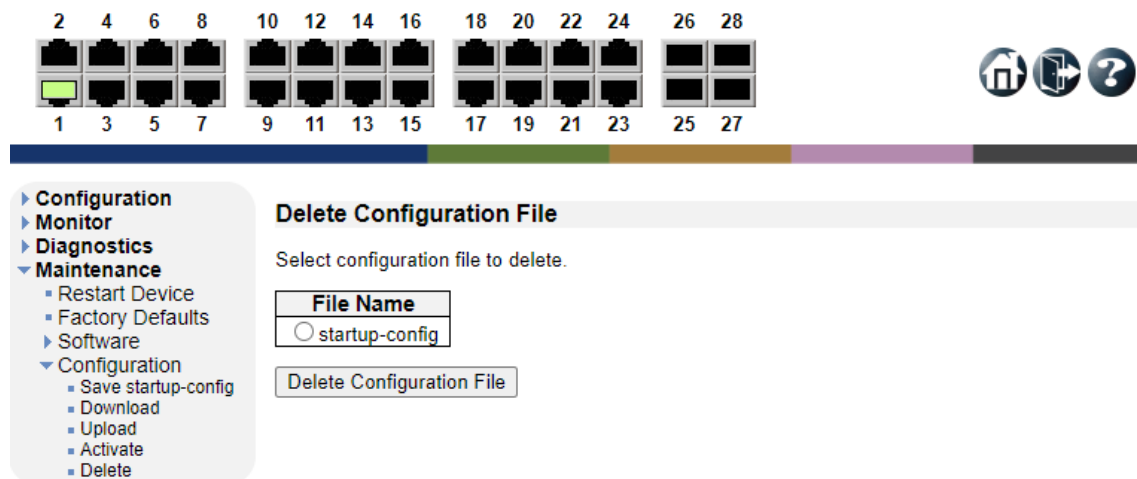 2 4 6 8 10 12 14 16 18 20 22 24 26 28
?
1 3 5 7 9 11 13 15 17 19 21 23 25 27
Configuration
Monitor
Diagnostics
Maintenance
Restart Device
Factory Defaults
Software
Configuration
Save startup-config
Download
Upload
Activate
Delete
Delete Configuration File
Select configuration file to delete.
File Name
startup-config
Delete Configuration File